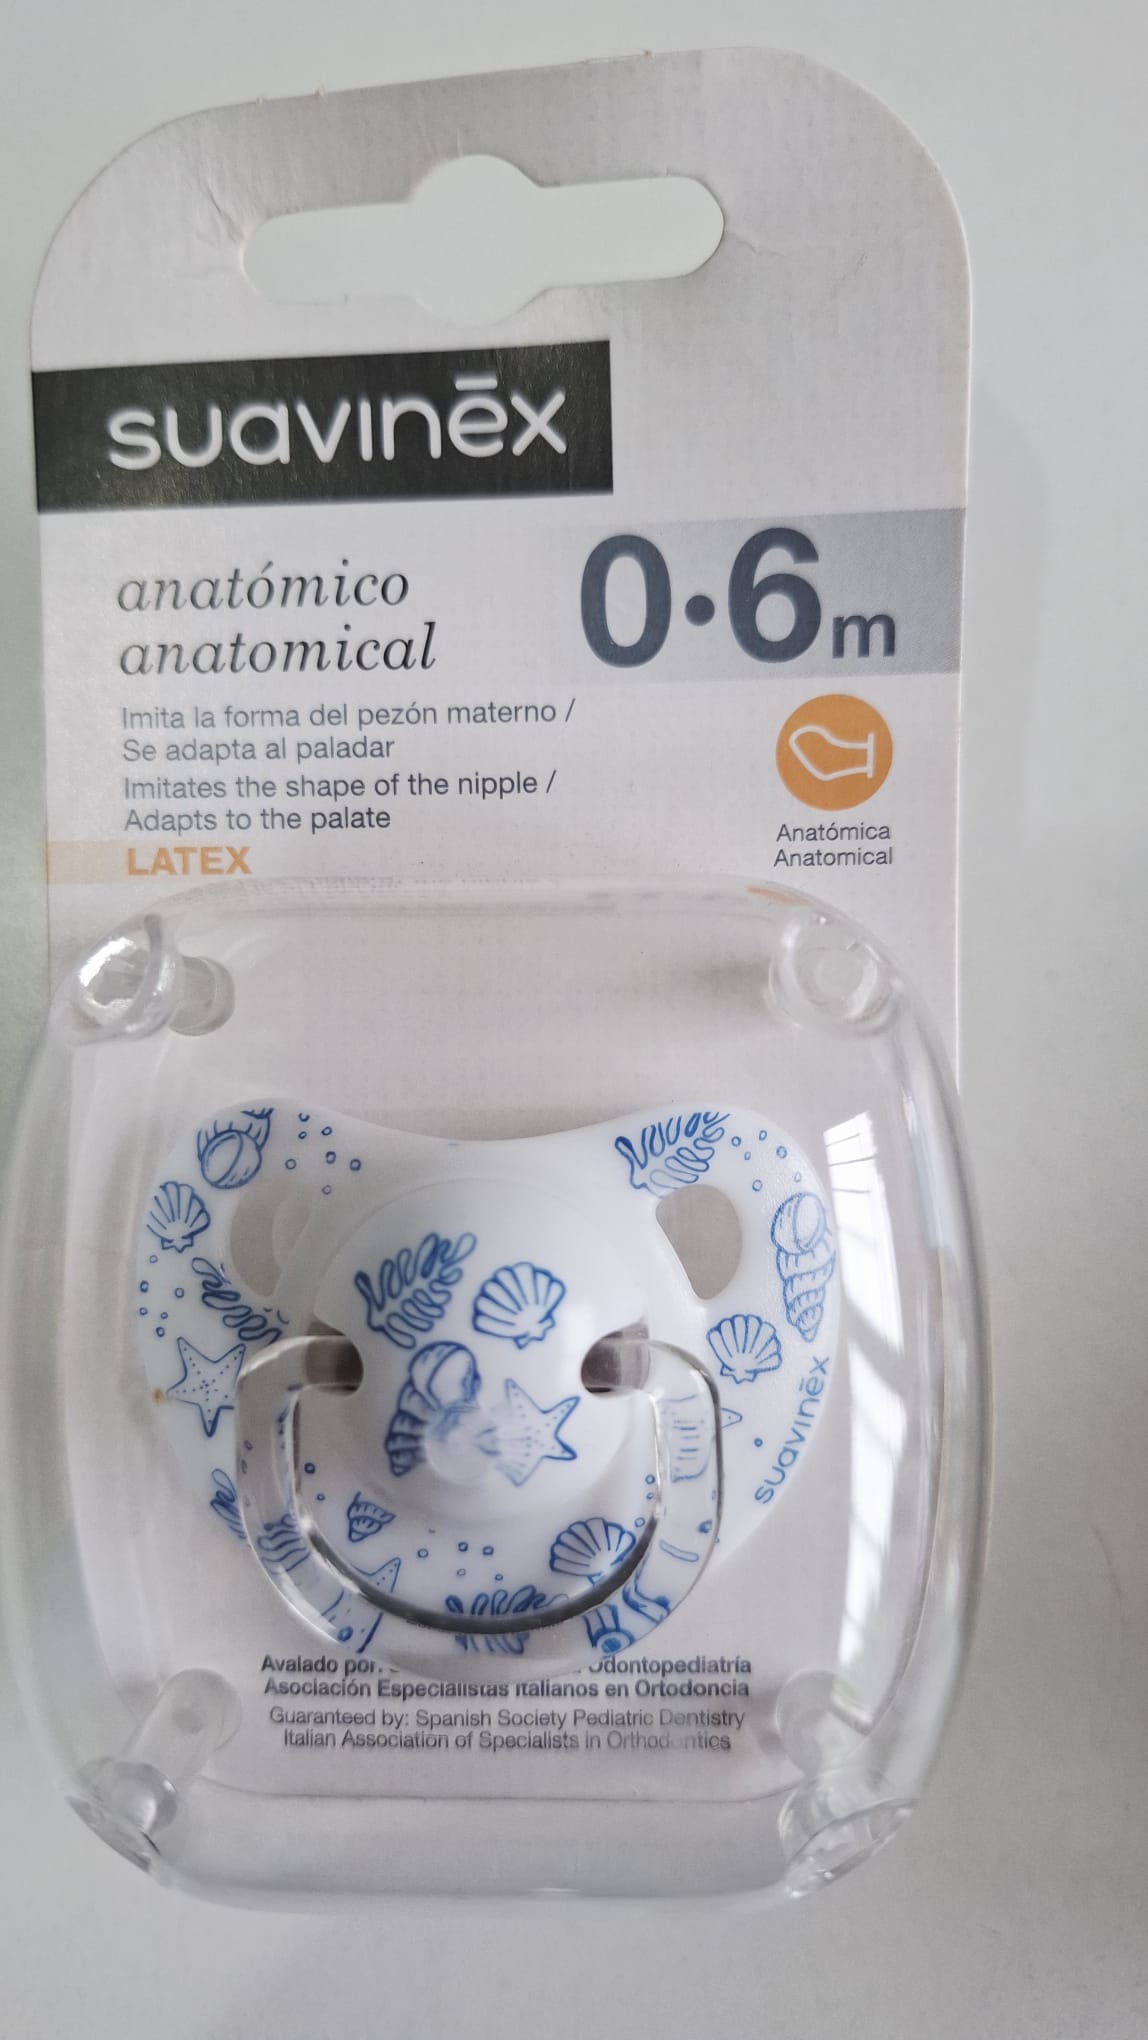 suavinēx
0•6m
anatómico
anatomical
Imita la forma del pezón materno /
Se adapta al paladar
Imitates the shape of the nipple /
Adapts to the palate
LATEX
Anatómica
Anatomical
suavinēx
Avalado por: Odontopediatría
Asociación Especialistas Italianos en Ortodoncia
Guaranteed by: Spanish Society Pediatric Dentistry
Italian Association of Specialists in Orthodontics